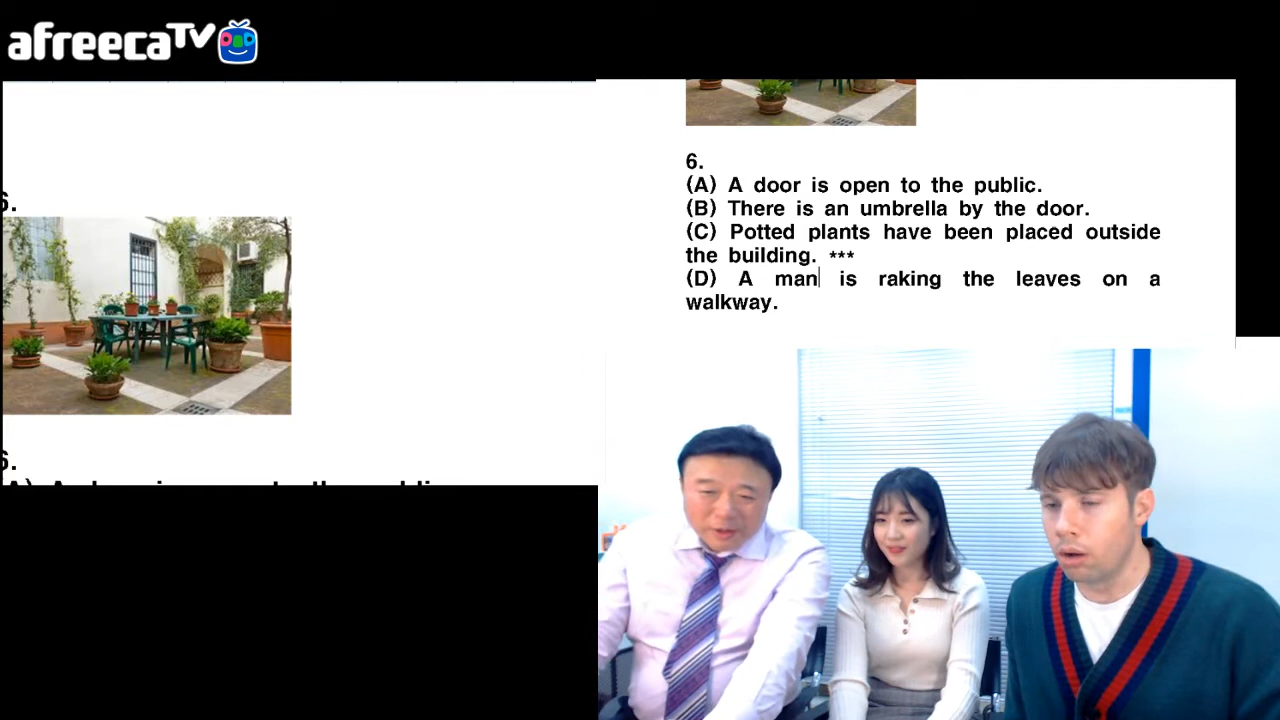 afreecaTV
6.
6.
6.
(A) A door is open to the public.
(B) There is an umbrella by the door.
(C) Potted plants have been placed outside
the building. ***
(D) A man is raking the leaves on a
walkway.